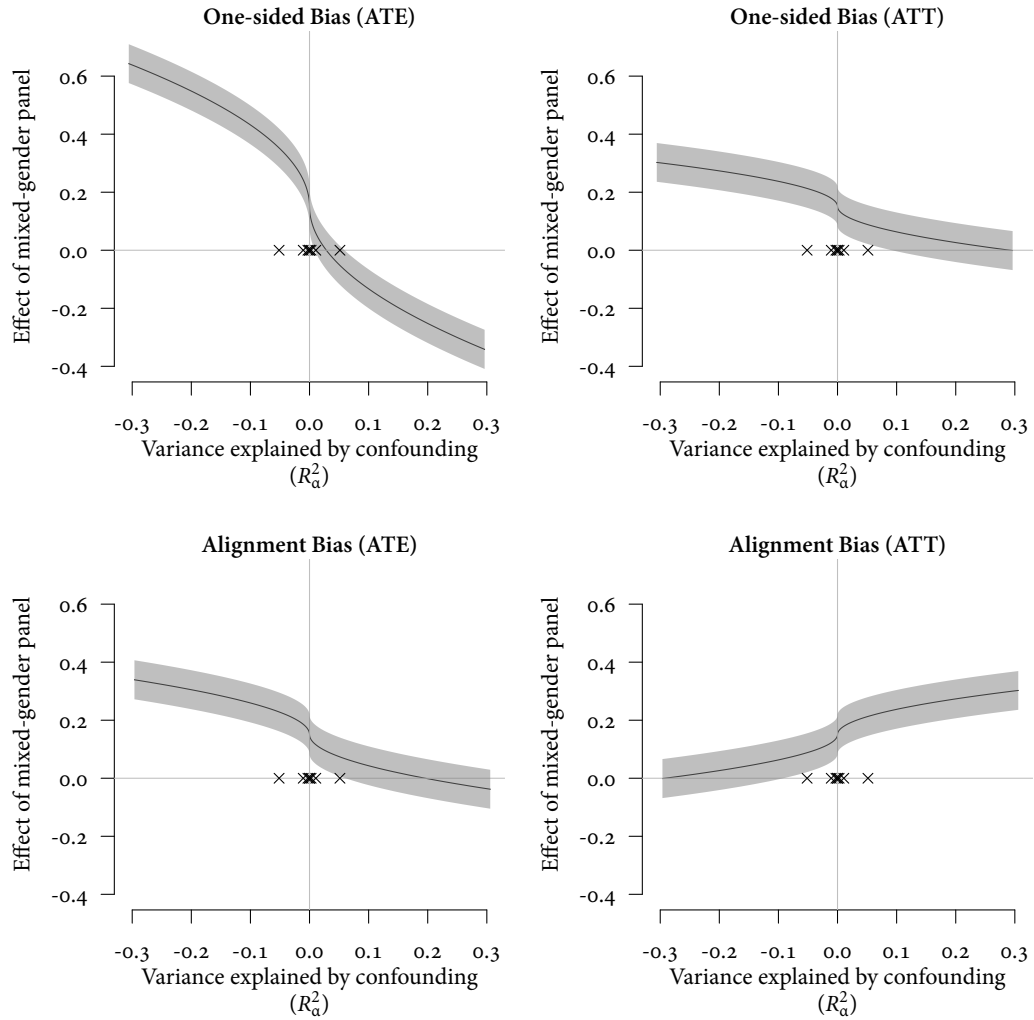 One-sided Bias (ATE)
Effect of mixed-gender panel
0.6
0.4
0.2
0.0
-0.2
-0.4
-0.3 -0.2 -0.1 0.0 0.1 0.2 0.3
Variance explained by confounding
(R²α)
One-sided Bias (ATT)
Effect of mixed-gender panel
0.6
0.4
0.2
0.0
-0.2
-0.4
-0.3 -0.2 -0.1 0.0 0.1 0.2 0.3
Variance explained by confounding
(R²α)
Alignment Bias (ATE)
Effect of mixed-gender panel
0.6
0.4
0.2
0.0
-0.2
-0.4
-0.3 -0.2 -0.1 0.0 0.1 0.2 0.3
Variance explained by confounding
(R²α)
Alignment Bias (ATT)
Effect of mixed-gender panel
0.6
0.4
0.2
0.0
-0.2
-0.4
-0.3 -0.2 -0.1 0.0 0.1 0.2 0.3
Variance explained by confounding
(R²α)